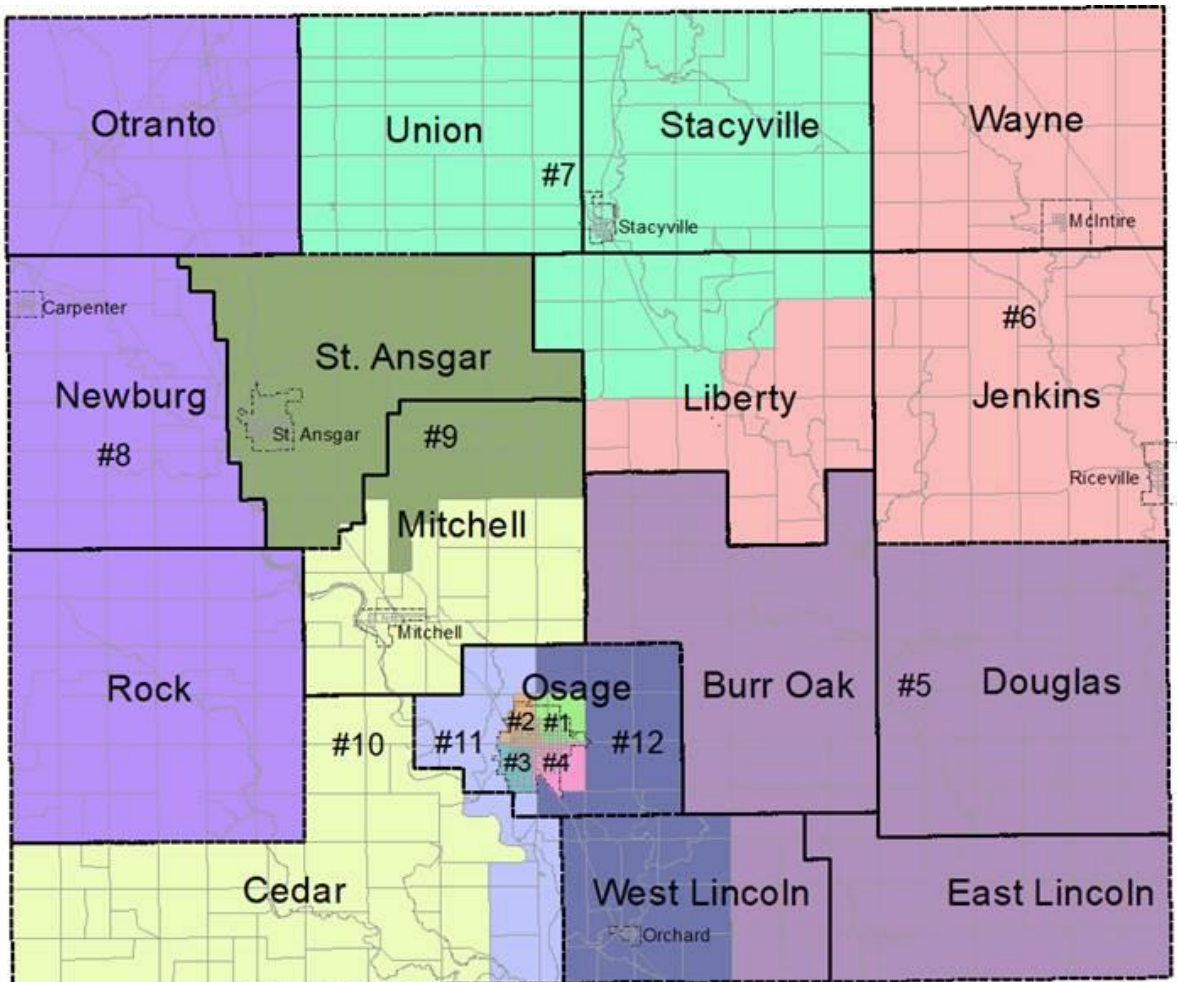 Otranto
Union
Stacyville
Wayne
#7
Stacyville
McIntire
Carpenter
#6
St. Ansgar
Newburg
Liberty
Jenkins
#8
St. Ansgar
#9
Riceville
Mitchell
Mitchell
Rock
Osage
Burr Oak
#5
Douglas
#2
#1
#10
#11
#12
#3
#4
Cedar
West Lincoln
East Lincoln
Orchard